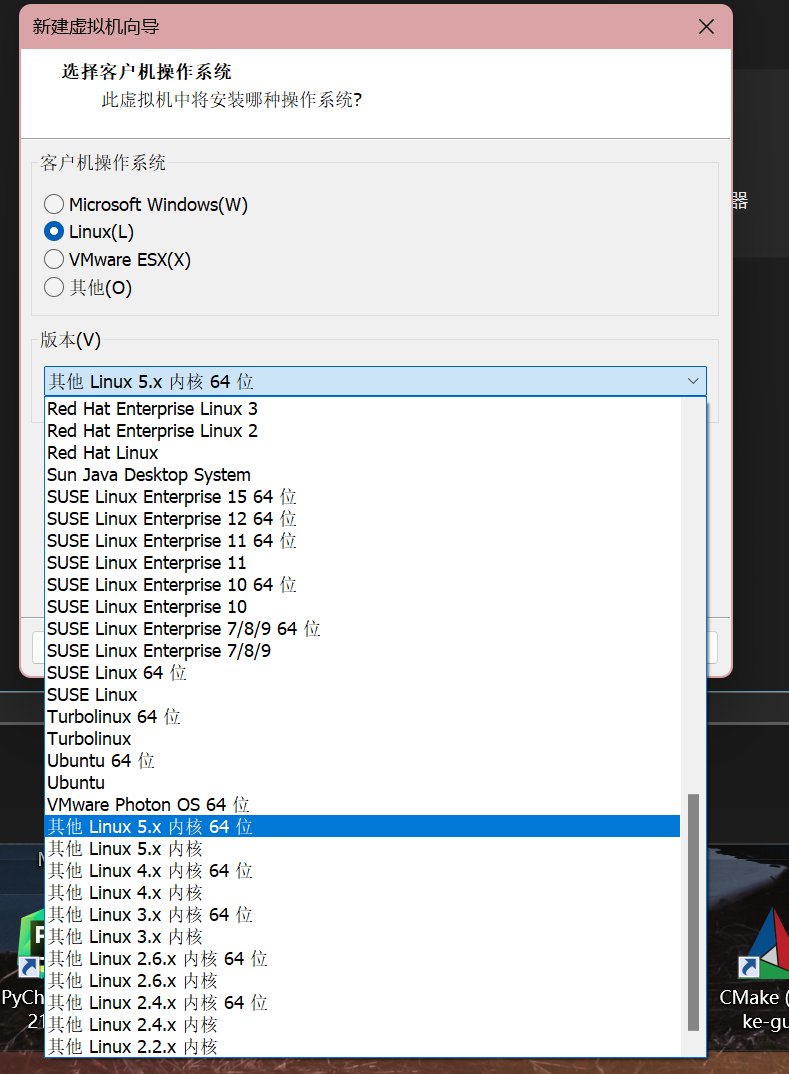 新建虚拟机向导
选择客户机操作系统
此虚拟机中将安装哪种操作系统?
客户机操作系统
Microsoft Windows(W)
器
Linux(L)
VMware ESX(X)
其他(O)
版本(V)
其他 Linux 5.x 内核 64 位
Red Hat Enterprise Linux 3
Red Hat Enterprise Linux 2
Red Hat Linux
Sun Java Desktop System
SUSE Linux Enterprise 15 64 位
SUSE Linux Enterprise 12 64 位
SUSE Linux Enterprise 11 64 位
SUSE Linux Enterprise 11
SUSE Linux Enterprise 10 64 位
SUSE Linux Enterprise 10
SUSE Linux Enterprise 7/8/9 64 位
SUSE Linux Enterprise 7/8/9
SUSE Linux 64 位
SUSE Linux
Turbolinux 64 位
Turbolinux
Ubuntu 64 位
Ubuntu
VMware Photon OS 64 位
其他 Linux 5.x 内核 64 位
其他 Linux 5.x 内核
其他 Linux 4.x 内核 64 位
其他 Linux 4.x 内核
其他 Linux 3.x 内核 64 位
其他 Linux 3.x 内核
其他 Linux 2.6.x 内核 64 位
其他 Linux 2.6.x 内核
其他 Linux 2.4.x 内核 64 位
其他 Linux 2.4.x 内核
其他 Linux 2.2.x 内核
PyCh
21
CMake (
ke-gu